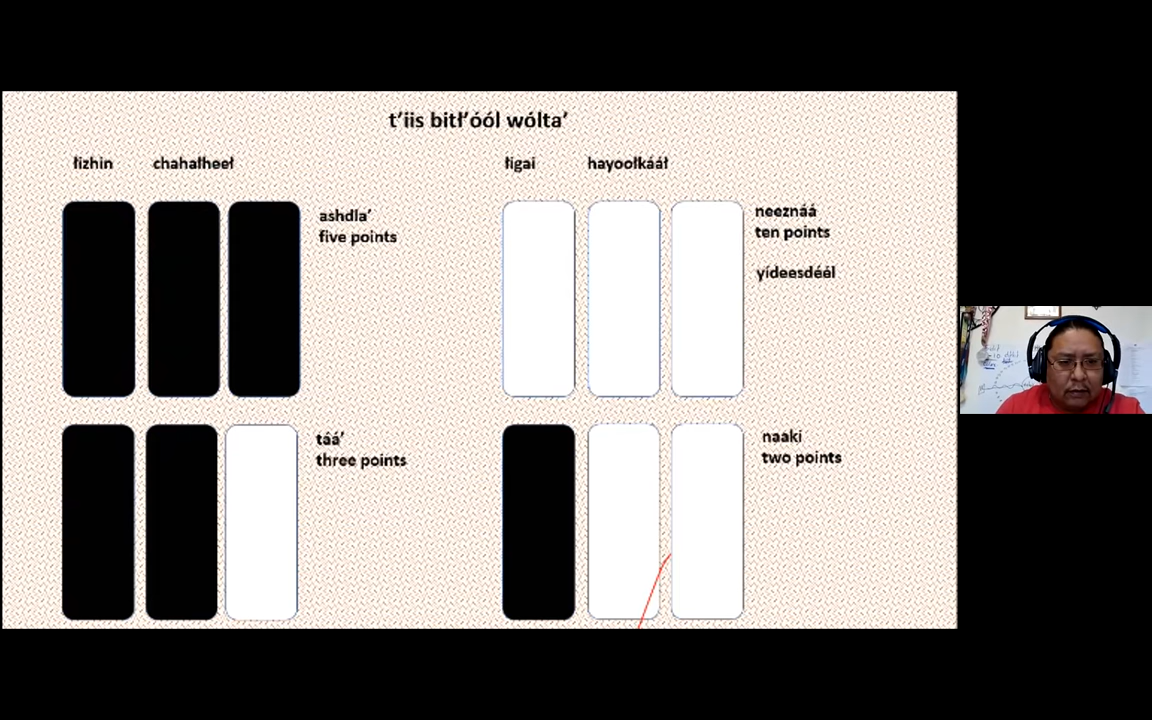 t’iis bitł’óól wólta’
łizhin chahałheeł
łigai hayoołkááł
ashdla’
five points
neeznáá
ten points
yídeesdéél
táá’
three points
naaki
two points